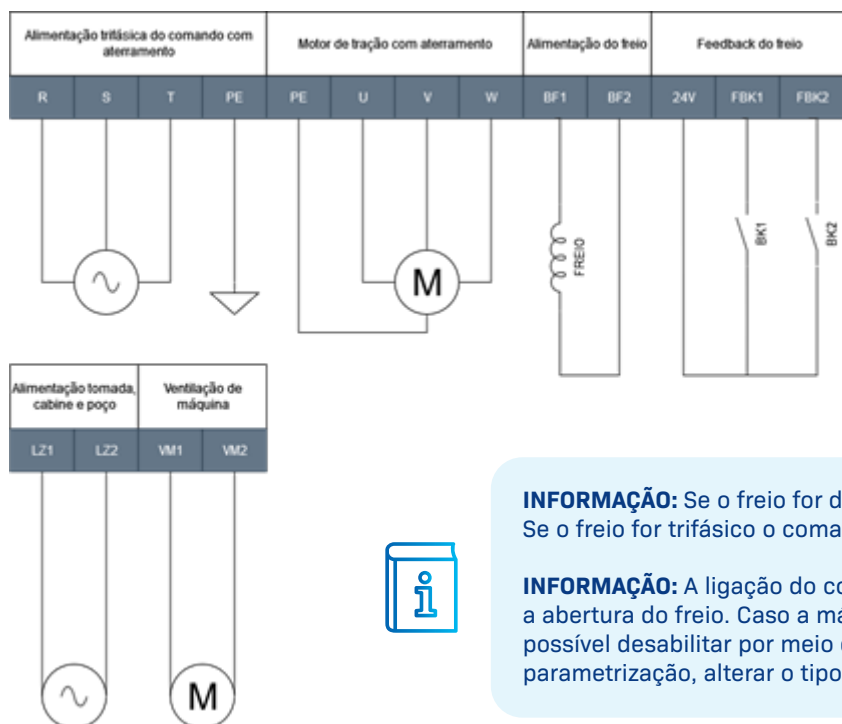 Alimentação trifásica do comando com
aterramento
Motor de tração com aterramento
Alimentação do freio
Feedback do freio
R S T PE PE U V W BF1 BF2 24V FBK1 FBK2
FREIO
BK1
BK2
M
Alimentação tomada,
cabine e poço
Ventilação de
máquina
LZ1 LZ2 VM1 VM2
M
INFORMAÇÃO: Se o freio for d
Se o freio for trifásico o coma
INFORMAÇÃO: A ligação do co
a abertura do freio. Caso a má
possível desabilitar por meio
parametrização, alterar o tipo